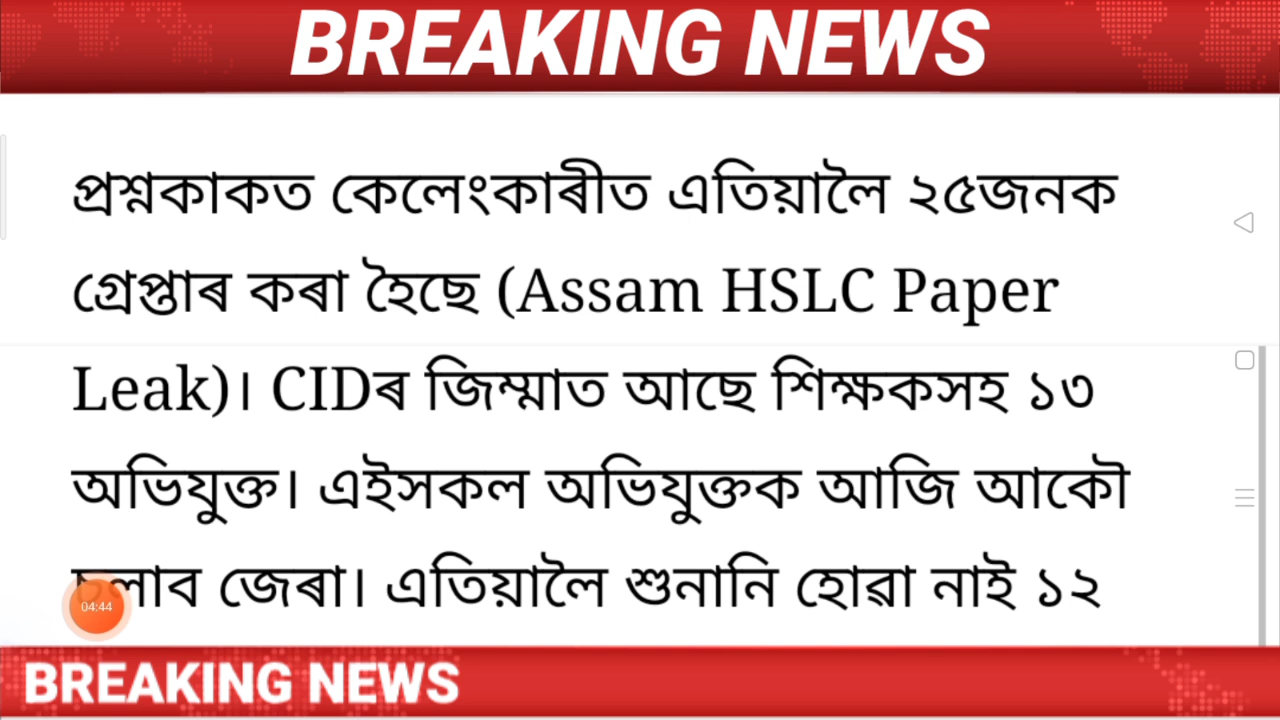 BREAKING NEWS
প্ৰশ্নকাকত কেলেংকাৰীত এতিয়ালৈ ২৫জনক
গ্ৰেপ্তাৰ কৰা হৈছে (Assam HSLC Paper
Leak)। CIDৰ জিম্মাত আছে শিক্ষকসহ ১৩
অভিযুক্ত। এইসকল অভিযুক্তক আজি আকৌ
চলাব জেৰা। এতিয়ালৈ শুনানি হোৱা নাই ১২
04:44
BREAKING NEWS